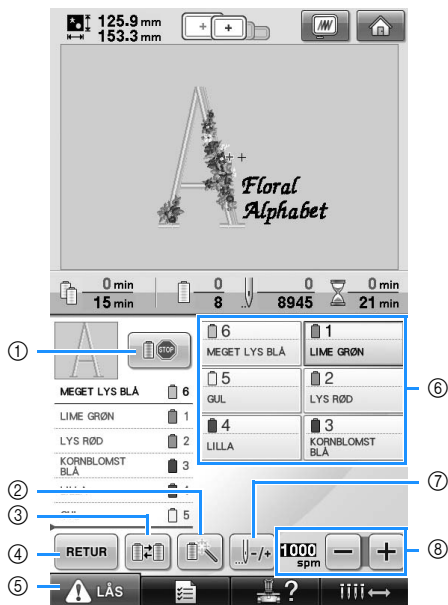 125.9 mm
153.3 mm
Floral
Alphabet
0 min
15 min
0
8
0
8945
0 min
21 min
①
STOP
6
MEGET LYS BLÅ
1
LIME GRØN
5
GUL
2
LYS RØD
4
LILLA
3
KORNBLOMST
BLÅ
⑥
MEGET LYS BLÅ 6
LIME GRØN 1
LYS RØD 2
KORNBLOMST
BLÅ 3
5
②
③
④
⑤
⑦
⑧
RETUR
-/+
1000
spm
− +
LÅS
?